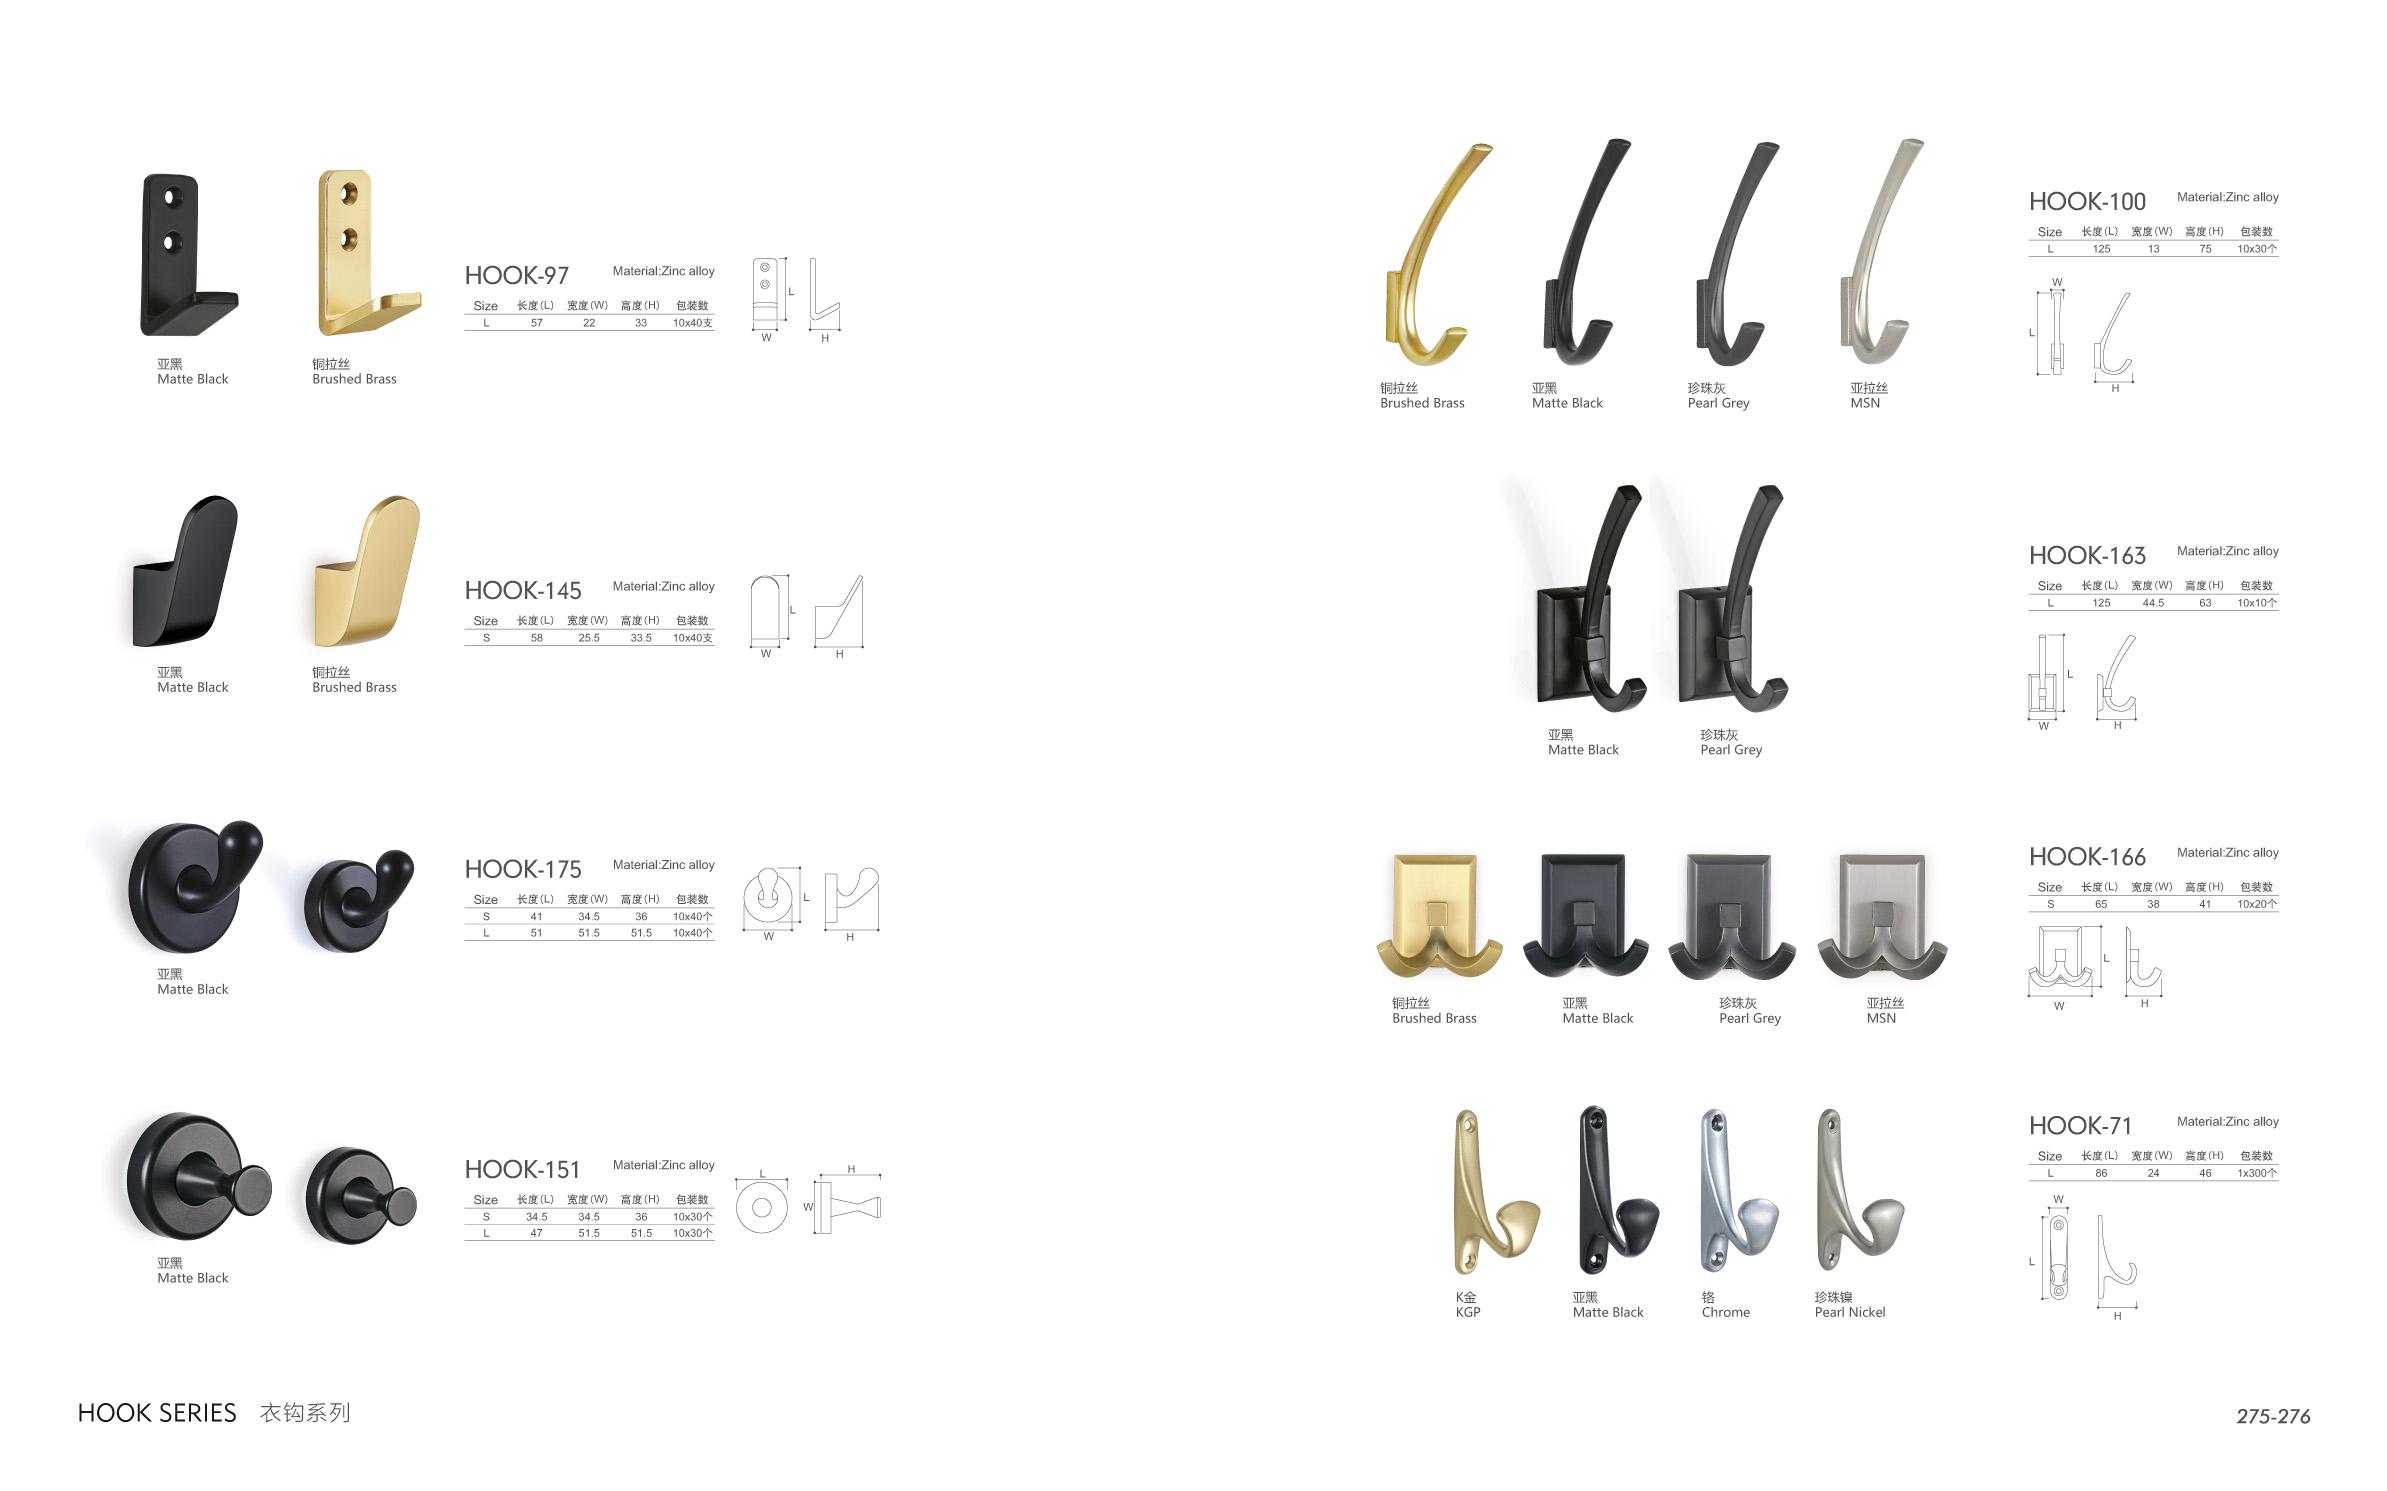 HOOK-97 Material:Zinc alloy
Size 长度(L) 宽度(W) 高度(H) 包装数
L 57 22 33 10x40支
L
W H
亚黑 铜拉丝
Matte Black Brushed Brass
HOOK-145 Material:Zinc alloy
Size 长度(L) 宽度(W) 高度(H) 包装数
S 58 25.5 33.5 10x40支
L
W H
亚黑 铜拉丝
Matte Black Brushed Brass
HOOK-175 Material:Zinc alloy
Size 长度(L) 宽度(W) 高度(H) 包装数
S 41 34.5 36 10x40个
L 51 51.5 51.5 10x40个
L
W H
亚黑
Matte Black
HOOK-151 Material:Zinc alloy
Size 长度(L) 宽度(W) 高度(H) 包装数
S 34.5 34.5 36 10x30个
L 47 51.5 51.5 10x30个
L H
W
亚黑
Matte Black
HOOK SERIES 衣钩系列
HOOK-100 Material:Zinc alloy
Size 长度(L) 宽度(W) 高度(H) 包装数
L 125 13 75 10x30个
W
L
H
铜拉丝 亚黑 珍珠灰 亚拉丝
Brushed Brass Matte Black Pearl Grey MSN
HOOK-163 Material:Zinc alloy
Size 长度(L) 宽度(W) 高度(H) 包装数
L 125 44.5 63 10x10个
L
W H
亚黑 珍珠灰
Matte Black Pearl Grey
HOOK-166 Material:Zinc alloy
Size 长度(L) 宽度(W) 高度(H) 包装数
S 65 38 41 10x20个
L
W H
铜拉丝 亚黑 珍珠灰 亚拉丝
Brushed Brass Matte Black Pearl Grey MSN
HOOK-71 Material:Zinc alloy
Size 长度(L) 宽度(W) 高度(H) 包装数
L 86 24 46 1x300个
W
L
H
K金 亚黑 铬 珍珠镍
KGP Matte Black Chrome Pearl Nickel
275-276